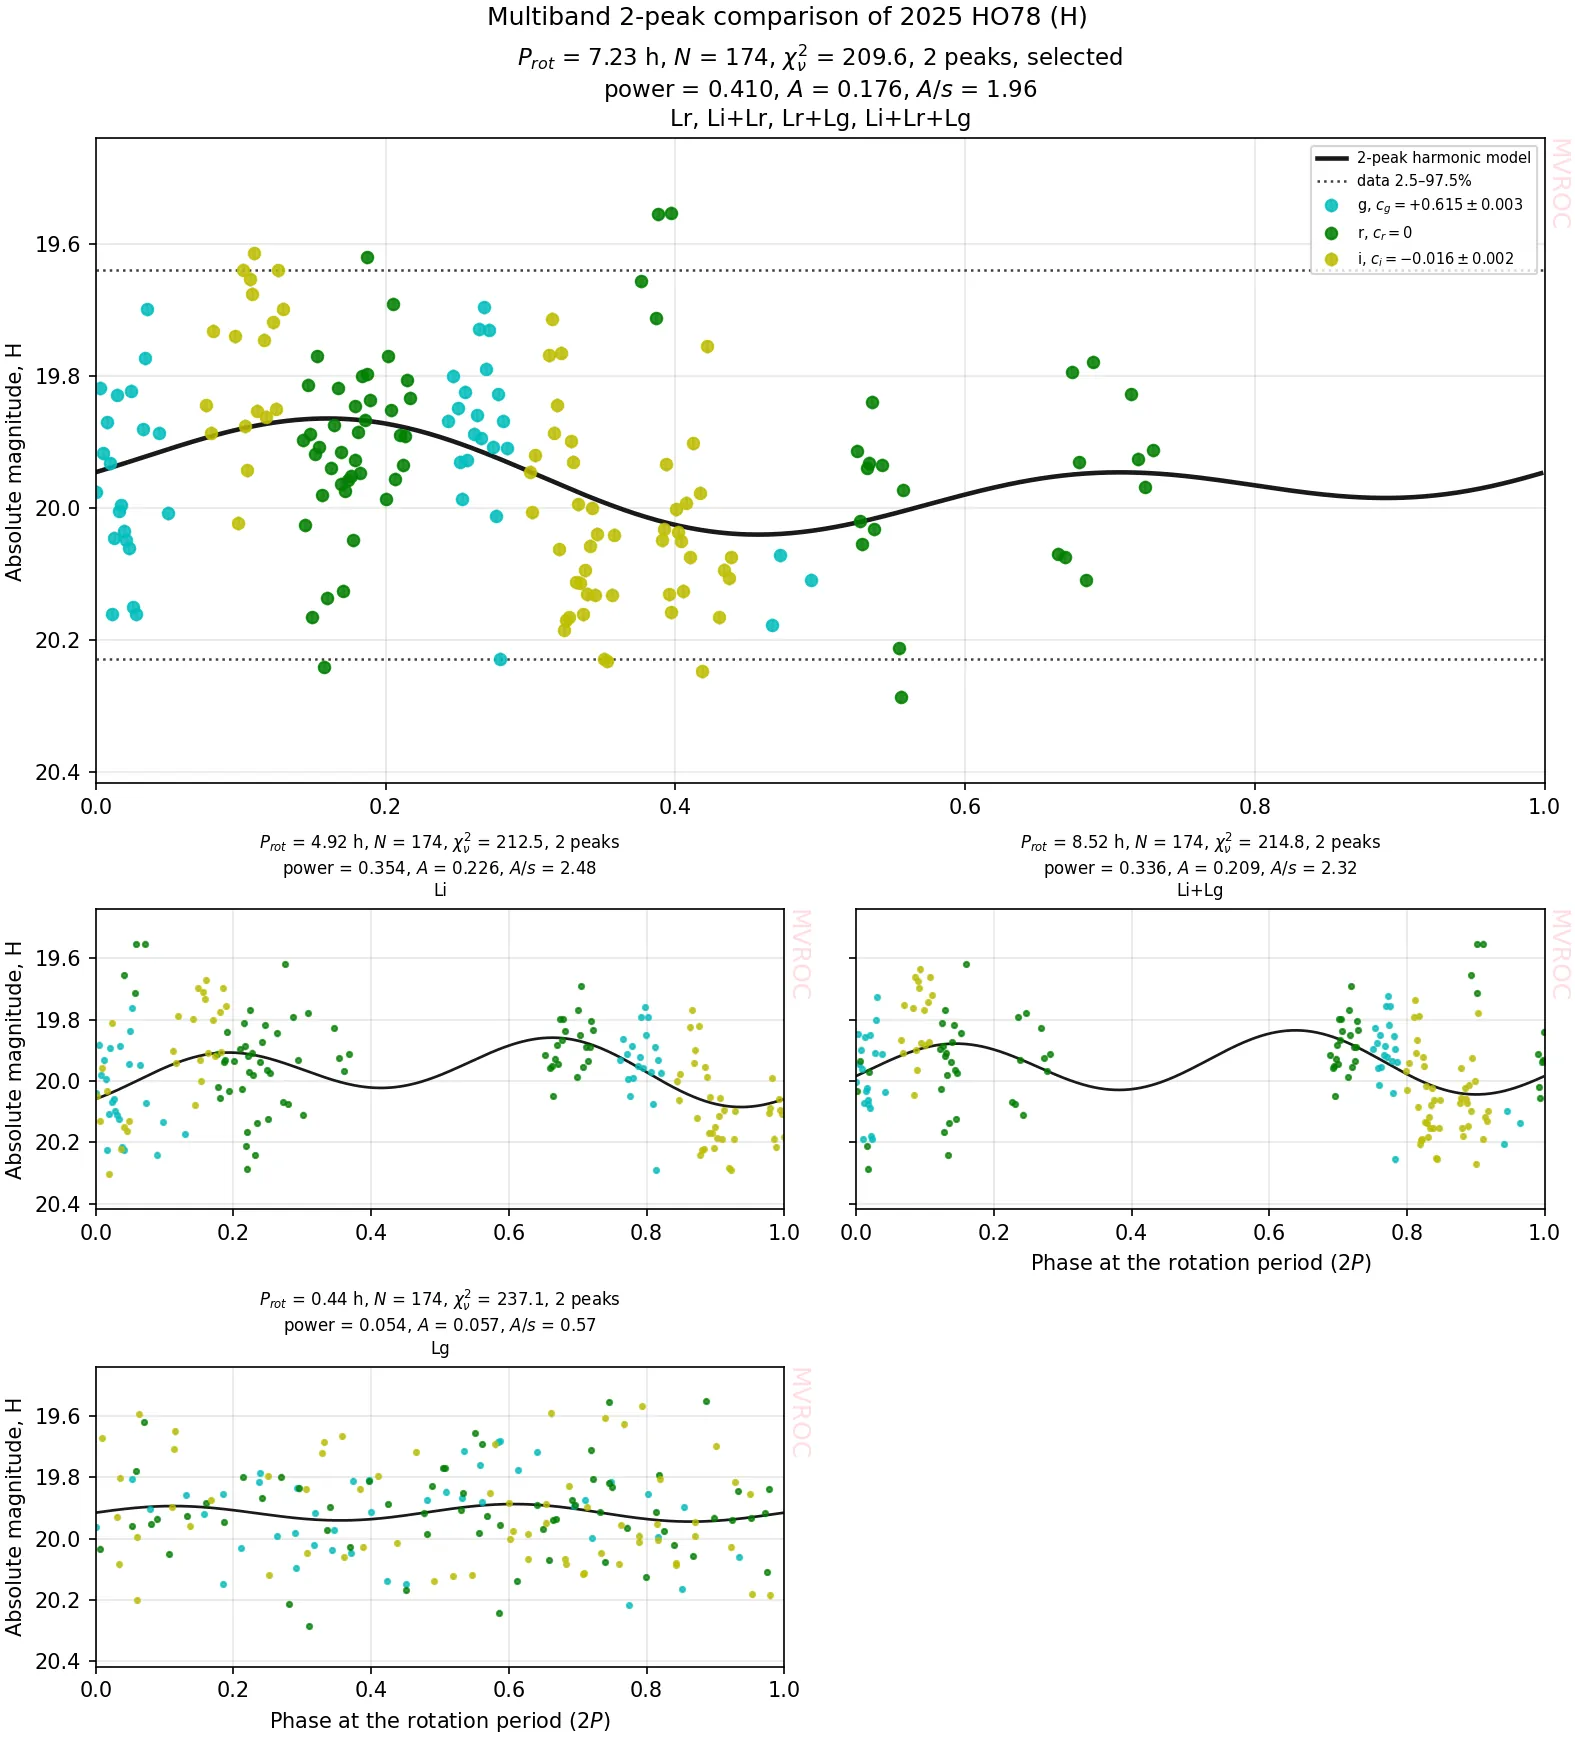 Multiband 2-peak comparison of 2025 HO78 (H)
P_rot = 7.23 h, N = 174, χ²_ν = 209.6, 2 peaks, selected
power = 0.410, A = 0.176, A/s = 1.96
Lr, Li+Lr, Lr+Lg, Li+Lr+Lg
MVROC
2-peak harmonic model
data 2.5–97.5%
g, c_g = +0.615 ± 0.003
r, c_r = 0
i, c_i = −0.016 ± 0.002
Absolute magnitude, H
19.6
19.8
20.0
20.2
20.4
0.0 0.2 0.4 0.6 0.8 1.0
P_rot = 4.92 h, N = 174, χ²_ν = 212.5, 2 peaks
power = 0.354, A = 0.226, A/s = 2.48
Li
MVROC
Absolute magnitude, H
19.6
19.8
20.0
20.2
20.4
0.0 0.2 0.4 0.6 0.8 1.0
P_rot = 8.52 h, N = 174, χ²_ν = 214.8, 2 peaks
power = 0.336, A = 0.209, A/s = 2.32
Li+Lg
MVROC
0.0 0.2 0.4 0.6 0.8 1.0
Phase at the rotation period (2P)
P_rot = 0.44 h, N = 174, χ²_ν = 237.1, 2 peaks
power = 0.054, A = 0.057, A/s = 0.57
Lg
MVROC
Absolute magnitude, H
19.6
19.8
20.0
20.2
20.4
0.0 0.2 0.4 0.6 0.8 1.0
Phase at the rotation period (2P)